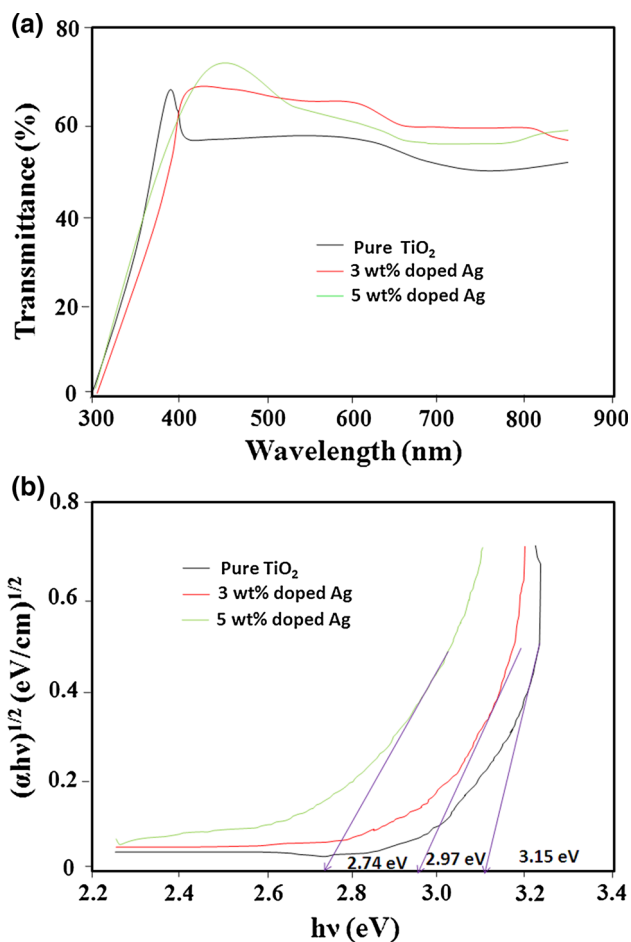 (a)
80
60
40
20
0
Transmittance (%)
Pure TiO₂
3 wt% doped Ag
5 wt% doped Ag
300 400 500 600 700 800 900
Wavelength (nm)
(b)
0.8
0.6
0.4
0.2
0
(αhν)^1/2 (eV/cm)^1/2
Pure TiO₂
3 wt% doped Ag
5 wt% doped Ag
2.74 eV 2.97 eV 3.15 eV
2.2 2.4 2.6 2.8 3.0 3.2 3.4
hν (eV)